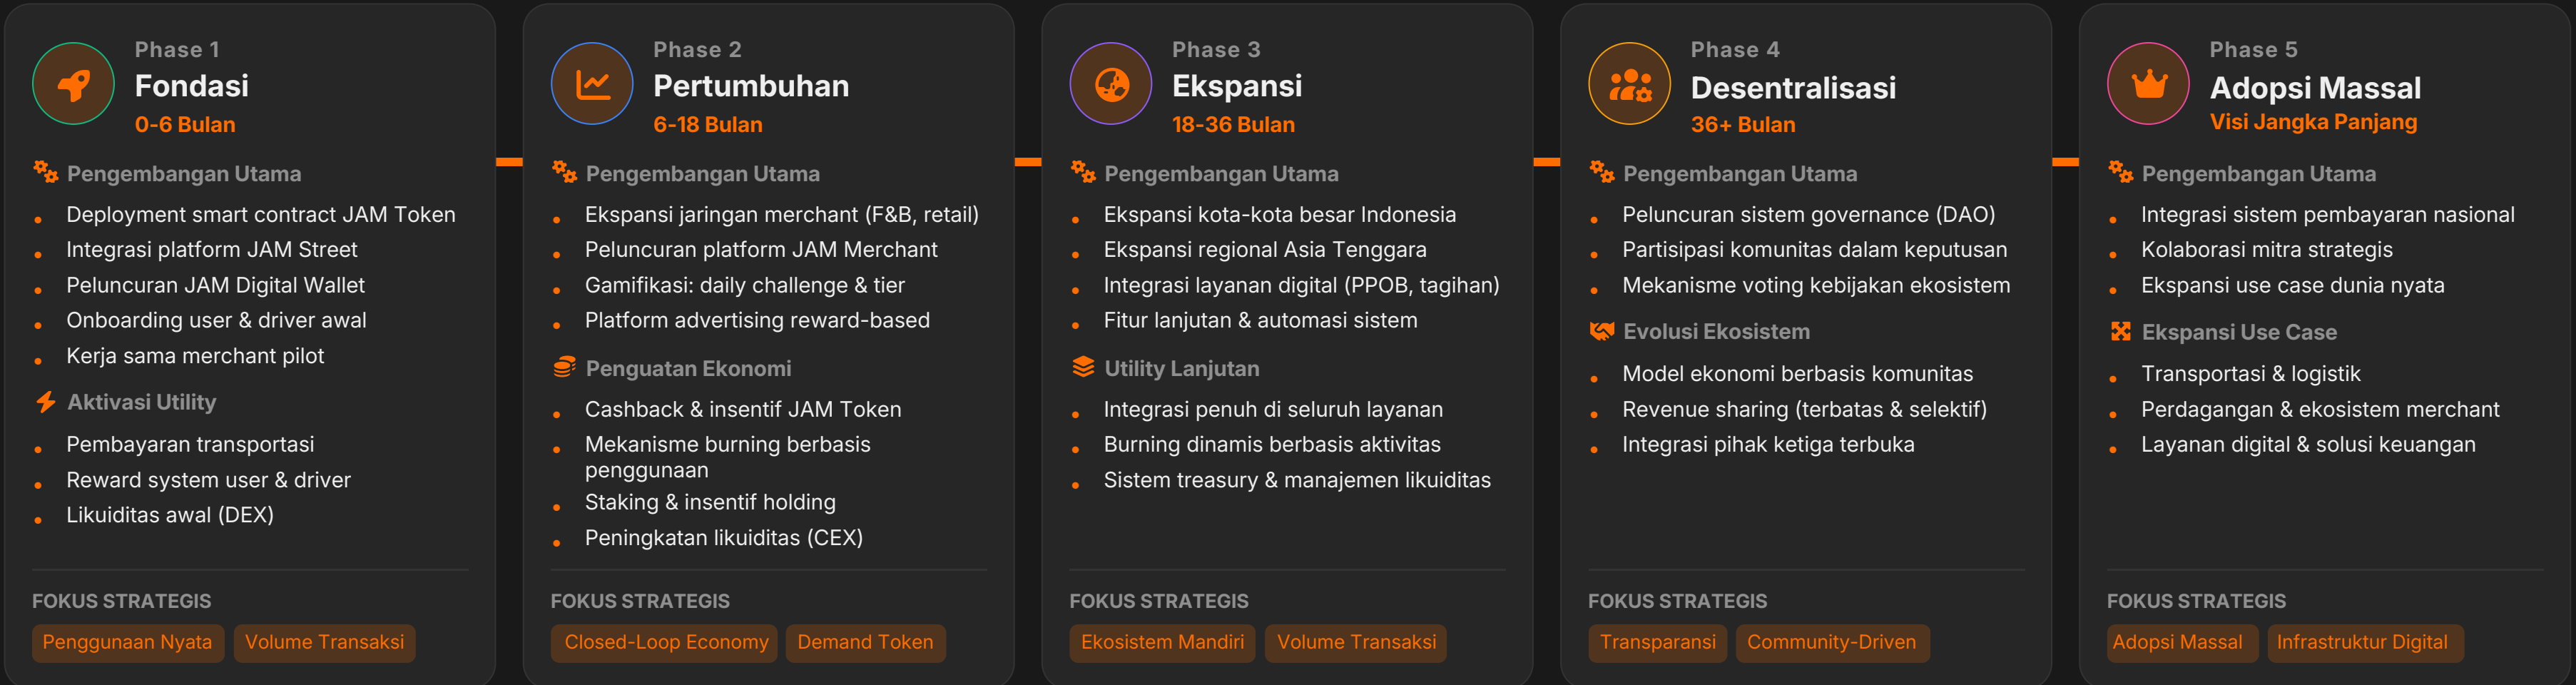 Phase 1
Fondasi
0-6 Bulan
Pengembangan Utama
Deployment smart contract JAM Token
Integrasi platform JAM Street
Peluncuran JAM Digital Wallet
Onboarding user & driver awal
Kerja sama merchant pilot
Aktivasi Utility
Pembayaran transportasi
Reward system user & driver
Likuiditas awal (DEX)
FOKUS STRATEGIS
Penggunaan Nyata
Volume Transaksi
Phase 2
Pertumbuhan
6-18 Bulan
Pengembangan Utama
Ekspansi jaringan merchant (F&B, retail)
Peluncuran platform JAM Merchant
Gamifikasi: daily challenge & tier
Platform advertising reward-based
Penguatan Ekonomi
Cashback & insentif JAM Token
Mekanisme burning berbasis
penggunaan
Staking & insentif holding
Peningkatan likuiditas (CEX)
FOKUS STRATEGIS
Closed-Loop Economy
Demand Token
Phase 3
Ekspansi
18-36 Bulan
Pengembangan Utama
Ekspansi kota-kota besar Indonesia
Ekspansi regional Asia Tenggara
Integrasi layanan digital (PPOB, tagihan)
Fitur lanjutan & automasi sistem
Utility Lanjutan
Integrasi penuh di seluruh layanan
Burning dinamis berbasis aktivitas
Sistem treasury & manajemen likuiditas
FOKUS STRATEGIS
Ekosistem Mandiri
Volume Transaksi
Phase 4
Desentralisasi
36+ Bulan
Pengembangan Utama
Peluncuran sistem governance (DAO)
Partisipasi komunitas dalam keputusan
Mekanisme voting kebijakan ekosistem
Evolusi Ekosistem
Model ekonomi berbasis komunitas
Revenue sharing (terbatas & selektif)
Integrasi pihak ketiga terbuka
FOKUS STRATEGIS
Transparansi
Community-Driven
Phase 5
Adopsi Massal
Visi Jangka Panjang
Pengembangan Utama
Integrasi sistem pembayaran nasional
Kolaborasi mitra strategis
Ekspansi use case dunia nyata
Ekspansi Use Case
Transportasi & logistik
Perdagangan & ekosistem merchant
Layanan digital & solusi keuangan
FOKUS STRATEGIS
Adopsi Massal
Infrastruktur Digital